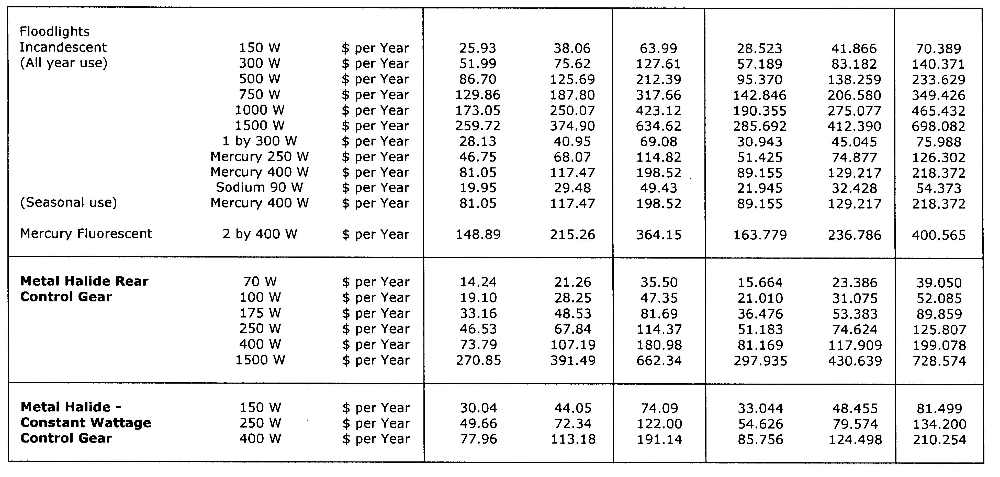 Floodlights
Incandescent 150 W $ per Year 25.93 38.06 63.99 28.523 41.866 70.389
(All year use) 300 W $ per Year 51.99 75.62 127.61 57.189 83.182 140.371
500 W $ per Year 86.70 125.69 212.39 95.370 138.259 233.629
750 W $ per Year 129.86 187.80 317.66 142.846 206.580 349.426
1000 W $ per Year 173.05 250.07 423.12 190.355 275.077 465.432
1500 W $ per Year 259.72 374.90 634.62 285.692 412.390 698.082
1 by 300 W $ per Year 28.13 40.95 69.08 30.943 45.045 75.988
Mercury 250 W $ per Year 46.75 68.07 114.82 51.425 74.877 126.302
Mercury 400 W $ per Year 81.05 117.47 198.52 89.155 129.217 218.372
Sodium 90 W $ per Year 19.95 29.48 49.43 21.945 32.428 54.373
(Seasonal use) Mercury 400 W $ per Year 81.05 117.47 198.52 89.155 129.217 218.372
Mercury Fluorescent 2 by 400 W $ per Year 148.89 215.26 364.15 163.779 236.786 400.565
Metal Halide Rear 70 W $ per Year 14.24 21.26 35.50 15.664 23.386 39.050
Control Gear 100 W $ per Year 19.10 28.25 47.35 21.010 31.075 52.085
175 W $ per Year 33.16 48.53 81.69 36.476 53.383 89.859
250 W $ per Year 46.53 67.84 114.37 51.183 74.624 125.807
400 W $ per Year 73.79 107.19 180.98 81.169 117.909 199.078
1500 W $ per Year 270.85 391.49 662.34 297.935 430.639 728.574
Metal Halide - 150 W $ per Year 30.04 44.05 74.09 33.044 48.455 81.499
Constant Wattage 250 W $ per Year 49.66 72.34 122.00 54.626 79.574 134.200
Control Gear 400 W $ per Year 77.96 113.18 191.14 85.756 124.498 210.254